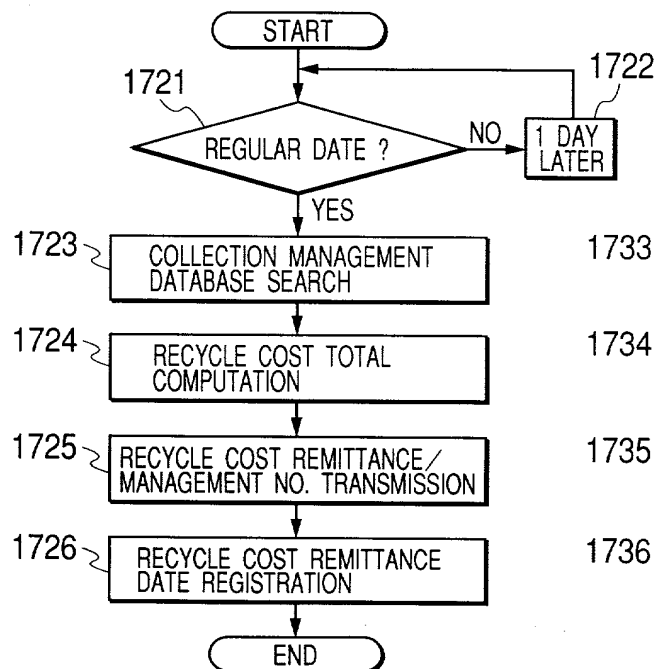 START
1721
1722
REGULAR DATE ?
NO
1 DAY
LATER
YES
1723
COLLECTION MANAGEMENT
DATABASE SEARCH
1733
1724
RECYCLE COST TOTAL
COMPUTATION
1734
1725
RECYCLE COST REMITTANCE/
MANAGEMENT NO. TRANSMISSION
1735
1726
RECYCLE COST REMITTANCE
DATE REGISTRATION
1736
END